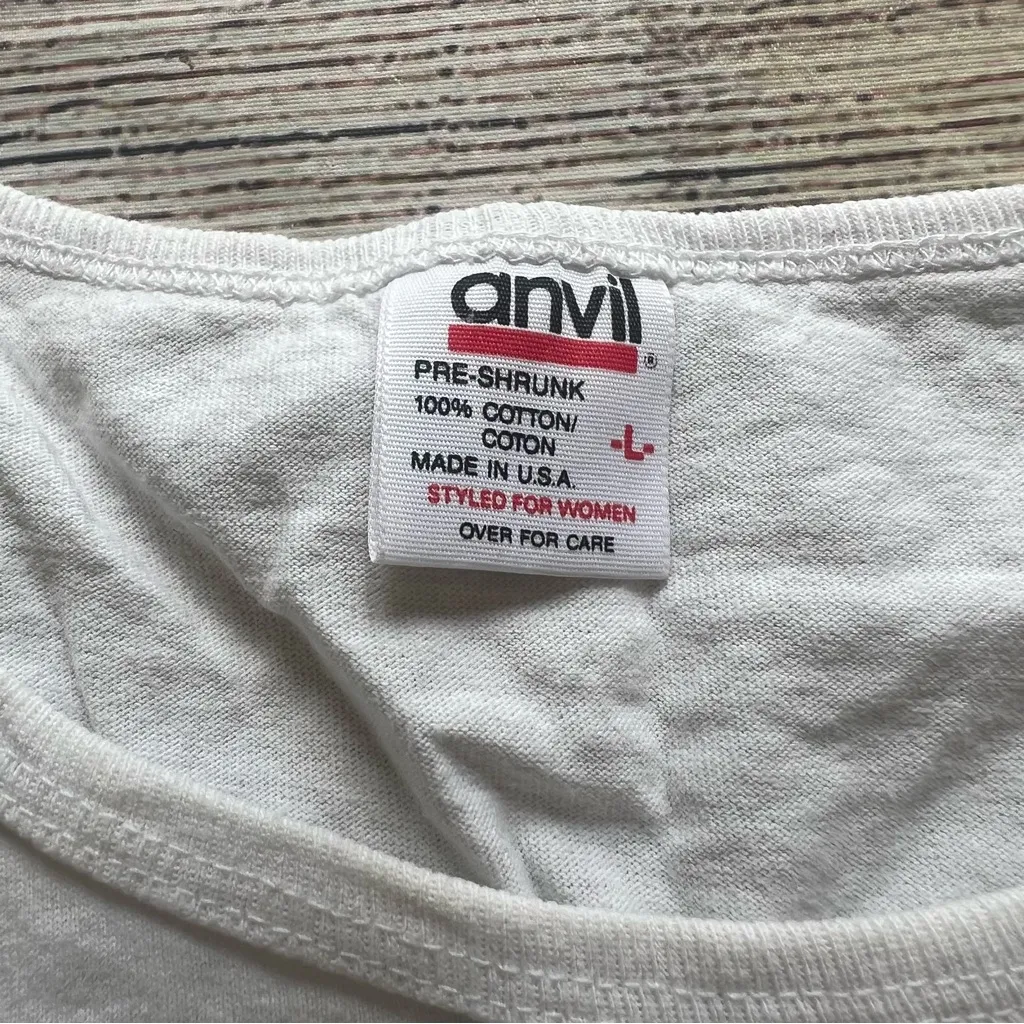 anvil®
PRE-SHRUNK
100% COTTON/
COTON
-L-
MADE IN U.S.A.
STYLED FOR WOMEN
OVER FOR CARE